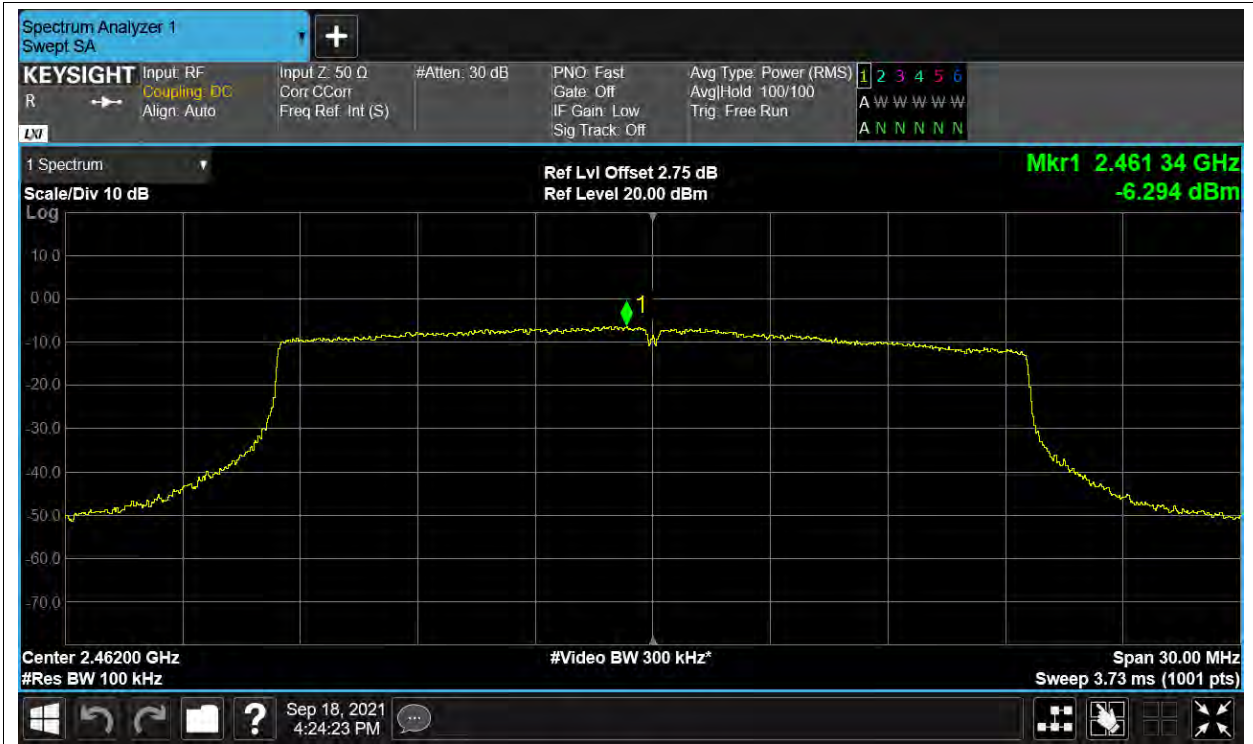 Spectrum Analyzer 1
Swept SA
+
KEYSIGHT
R
LXI
Input: RF
Coupling: DC
Align: Auto
Input Z: 50 Ω
Corr CCorr
Freq Ref: Int (S)
#Atten: 30 dB
PNO: Fast
Gate: Off
IF Gain: Low
Sig Track: Off
Avg Type: Power (RMS)
Avg|Hold: 100/100
Trig: Free Run
1 2 3 4 5 6
A W W W W W
A N N N N N
1 Spectrum
Scale/Div 10 dB
Ref Lvl Offset 2.75 dB
Ref Level 20.00 dBm
Mkr1 2.461 34 GHz
-6.294 dBm
Log
10.0
0.00
1
-10.0
-20.0
-30.0
-40.0
-50.0
-60.0
-70.0
Center 2.46200 GHz
#Res BW 100 kHz
#Video BW 300 kHz*
Span 30.00 MHz
Sweep 3.73 ms (1001 pts)
?
Sep 18, 2021
4:24:23 PM